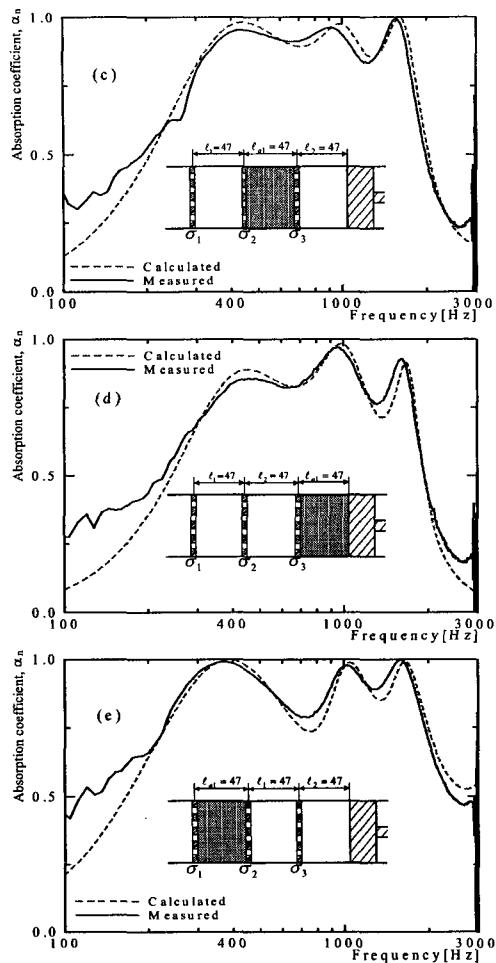 Absorption coefficient, αn
1.0
0.5
0.0
(c)
ℓ1=47
ℓa1=47
ℓ2=47
σ1
σ2
σ3
Calculated
Measured
100
400
1000
3000
Frequency[Hz]
Absorption coefficient, αn
1.0
0.5
0
Calculated
Measured
(d)
ℓ1=47
ℓ2=47
ℓa1=47
σ1
σ2
σ3
100
400
1000
3000
Frequency[Hz]
Absorption coefficient, αn
1.0
0.5
0
(e)
ℓa1=47
ℓ1=47
ℓ2=47
σ1
σ2
σ3
Calculated
Measured
100
400
1000
3000
Frequency[Hz]